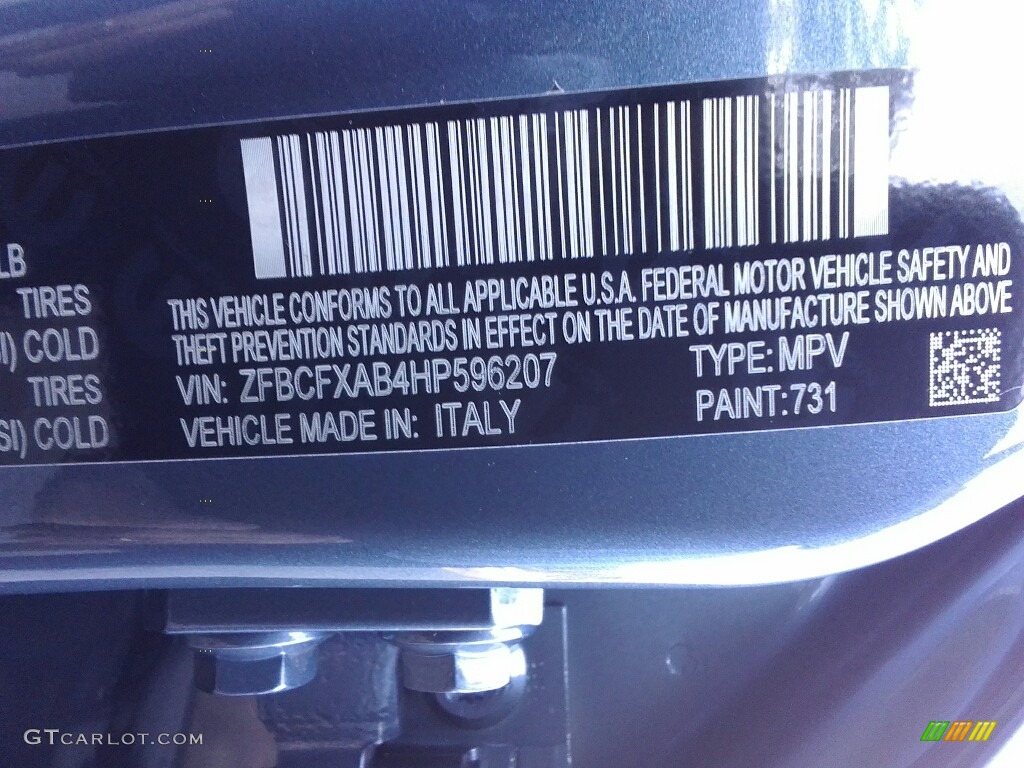 LB
TIRES
SI) COLD
TIRES
SI) COLD
THIS VEHICLE CONFORMS TO ALL APPLICABLE U.S.A. FEDERAL MOTOR VEHICLE SAFETY AND
THEFT PREVENTION STANDARDS IN EFFECT ON THE DATE OF MANUFACTURE SHOWN ABOVE
VIN: ZFBCFXAB4HP596207
TYPE: MPV
VEHICLE MADE IN: ITALY
PAINT: 731
GTCARLOT.COM